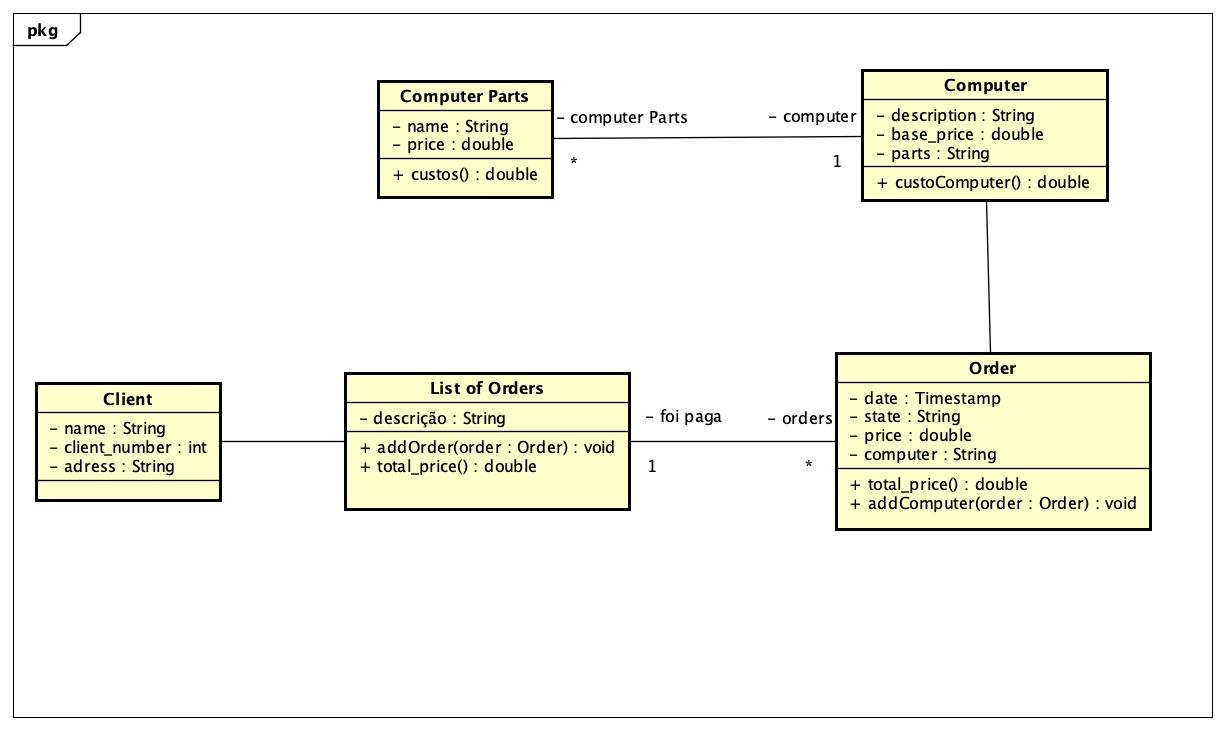 pkg
Computer Parts
- name : String
- price : double
+ custos() : double
- computer Parts
*
- computer
1
Computer
- description : String
- base_price : double
- parts : String
+ custoComputer() : double
Client
- name : String
- client_number : int
- adress : String
List of Orders
- descrição : String
+ addOrder(order : Order) : void
+ total_price() : double
- foi paga
1
- orders
*
Order
- date : Timestamp
- state : String
- price : double
- computer : String
+ total_price() : double
+ addComputer(order : Order) : void